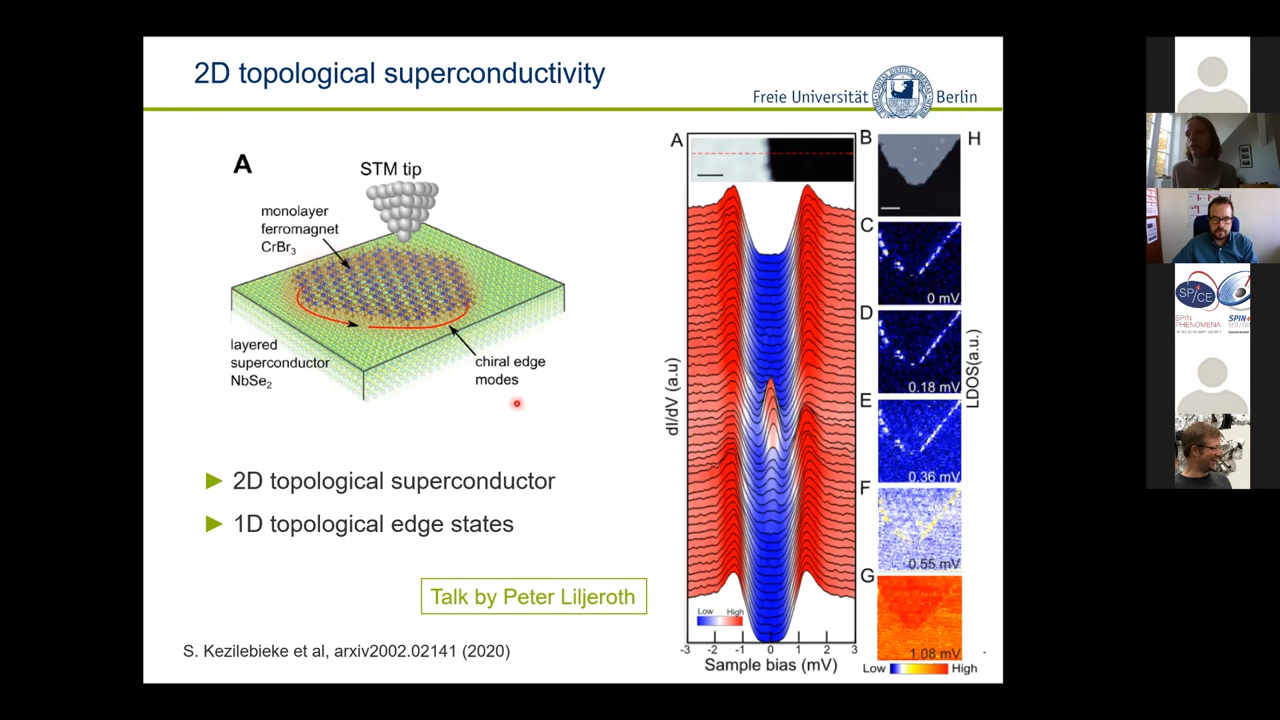 2D topological superconductivity
Freie Universität Berlin
A
STM tip
monolayer
ferromagnet
CrBr₃
layered
superconductor
NbSe₂
chiral edge
modes
2D topological superconductor
1D topological edge states
Talk by Peter Liljeroth
S. Kezilebieke et al, arxiv2002.02141 (2020)
A
dI/dV (a.u)
Low High
-3 -2 -1 0 1 2 3
Sample bias (mV)
B
C
0 mV
D
0.18 mV
E
0.36 mV
F
0.55 mV
G
1.08 mV
Low High
H
LDOS(a.u.)
-
SPICE
SPIN
PHENOMENA
SPIN+